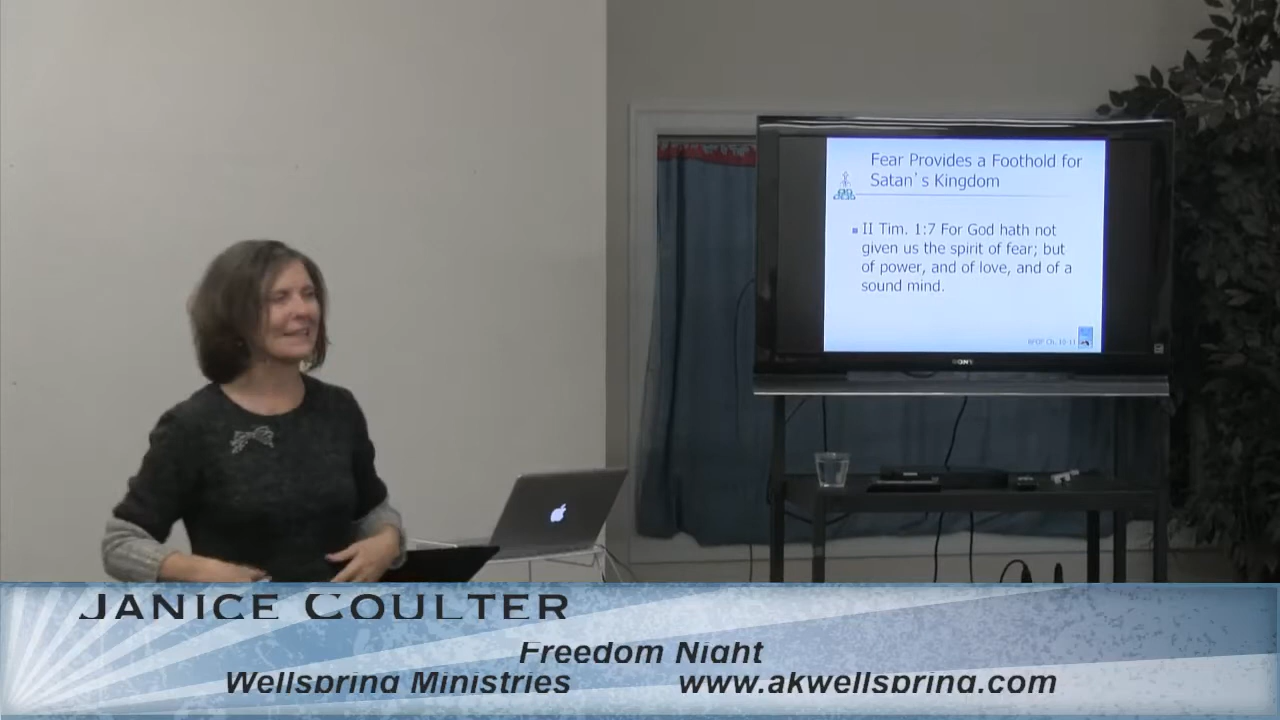 Fear Provides a Foothold for
Satan's Kingdom
II Tim. 1:7 For God hath not
given us the spirit of fear; but
of power, and of love, and of a
sound mind.
SONY
JANICE COULTER
Freedom Night
Wellspring Ministries www.akwellspring.com